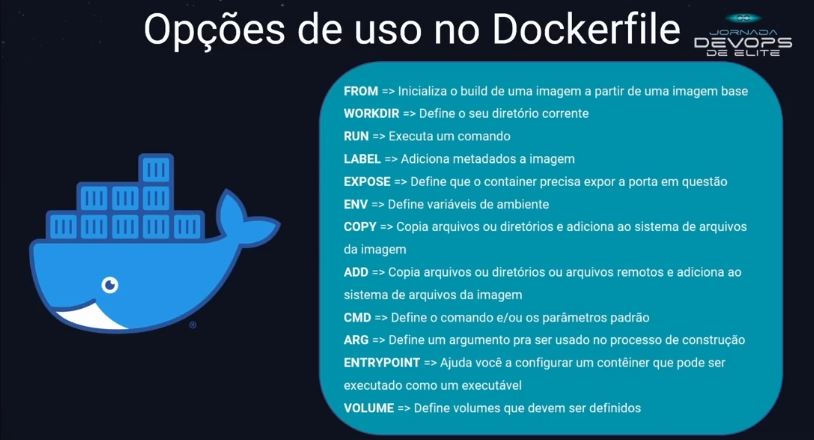 Opções de uso no Dockerfile
JORNADA
DEVOPS
DE ELITE
FROM => Inicializa o build de uma imagem a partir de uma imagem base
WORKDIR => Define o seu diretório corrente
RUN => Executa um comando
LABEL => Adiciona metadados a imagem
EXPOSE => Define que o container precisa expor a porta em questão
ENV => Define variáveis de ambiente
COPY => Copia arquivos ou diretórios e adiciona ao sistema de arquivos
da imagem
ADD => Copia arquivos ou diretórios ou arquivos remotos e adiciona ao
sistema de arquivos da imagem
CMD => Define o comando e/ou os parâmetros padrão
ARG => Define um argumento pra ser usado no processo de construção
ENTRYPOINT => Ajuda você a configurar um contêiner que pode ser
executado como um executável
VOLUME => Define volumes que devem ser definidos
®